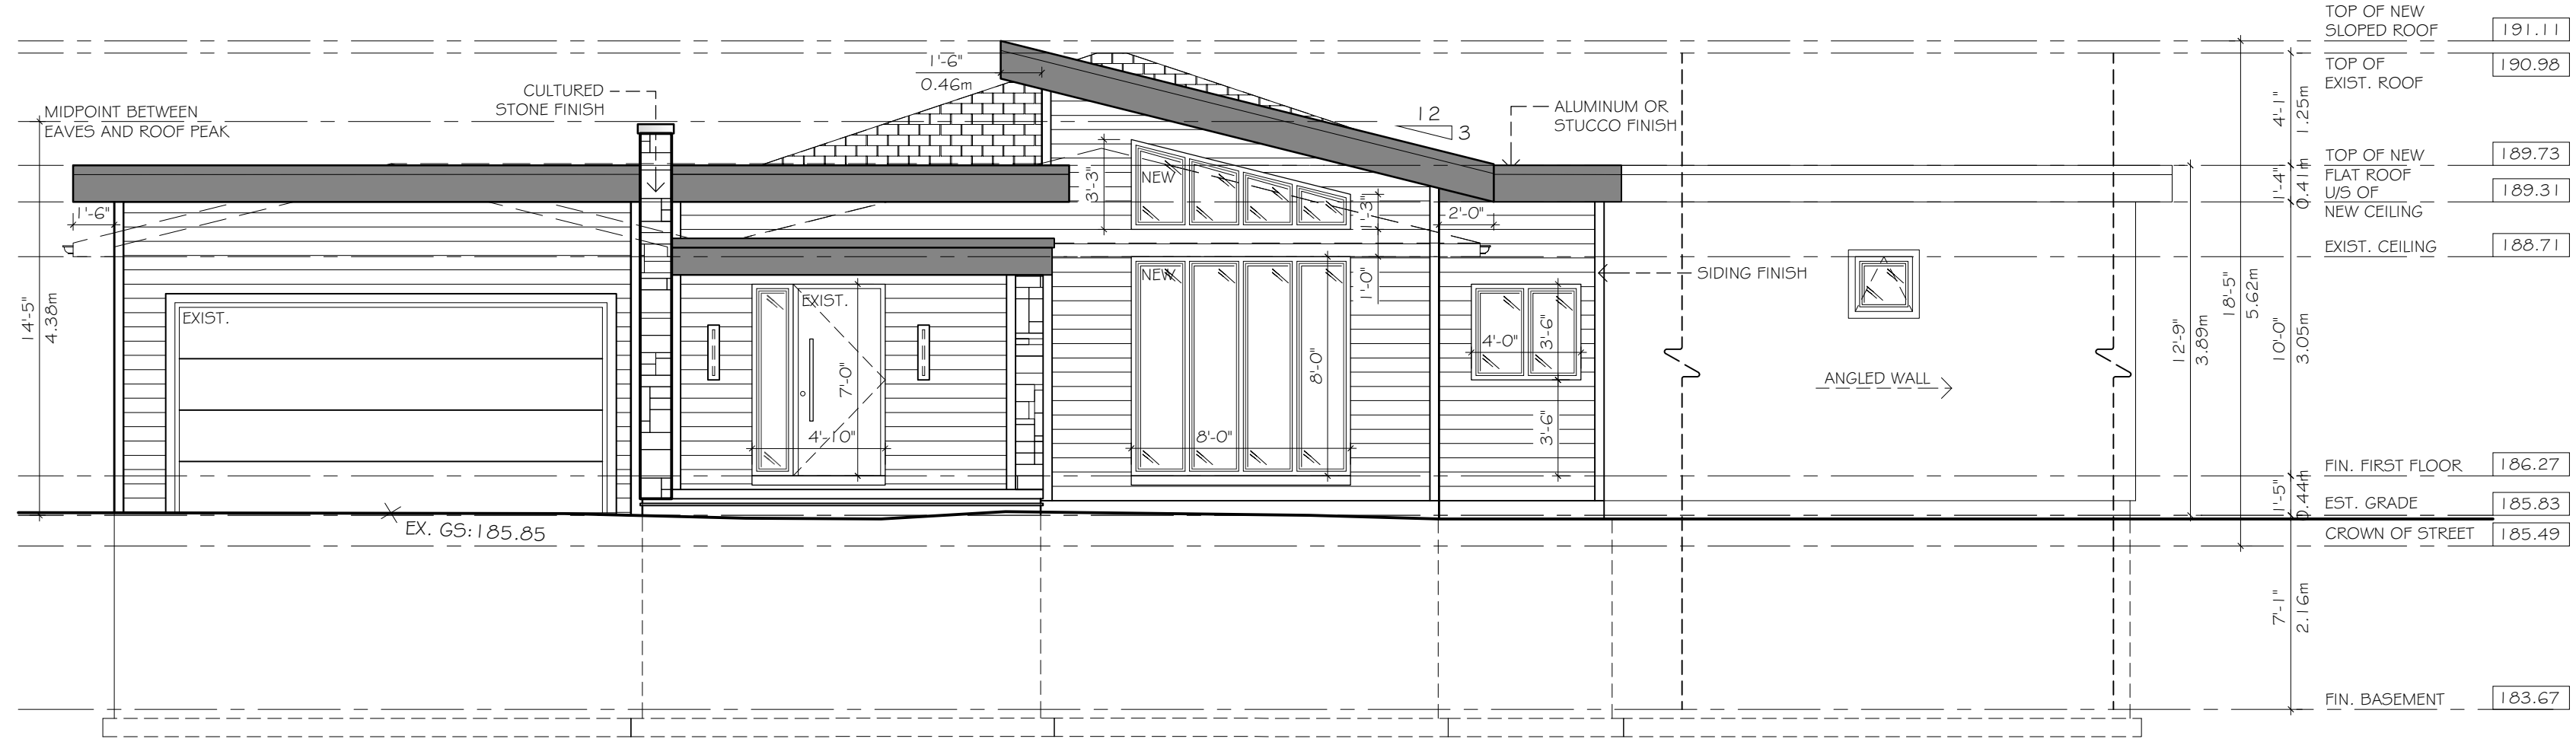 TOP OF NEW
SLOPED ROOF 191.11
TOP OF
EXIST. ROOF 190.98
TOP OF NEW
FLAT ROOF 189.73
U/S OF
NEW CEILING 189.31
EXIST. CEILING 188.71
FIN. FIRST FLOOR 186.27
EST. GRADE 185.83
CROWN OF STREET 185.49
FIN. BASEMENT 183.67
4'-1"
1.25m
1'-4"
0.41m
10'-0"
3.05m
1'-5"
0.44m
7'-1"
2.16m
18'-5"
5.62m
12'-9"
3.89m
MIDPOINT BETWEEN
EAVES AND ROOF PEAK
14'-5"
4.38m
1'-6"
CULTURED
STONE FINISH
1'-6"
0.46m
12
3
ALUMINUM OR
STUCCO FINISH
SIDING FINISH
ANGLED WALL
EXIST.
EXIST.
7'-0"
4'-10"
NEW
3'-3"
1'-3"
1'-0"
2'-0"
NEW
8'-0"
8'-0"
4'-0"
3'-6"
3'-6"
EX. GS:185.85